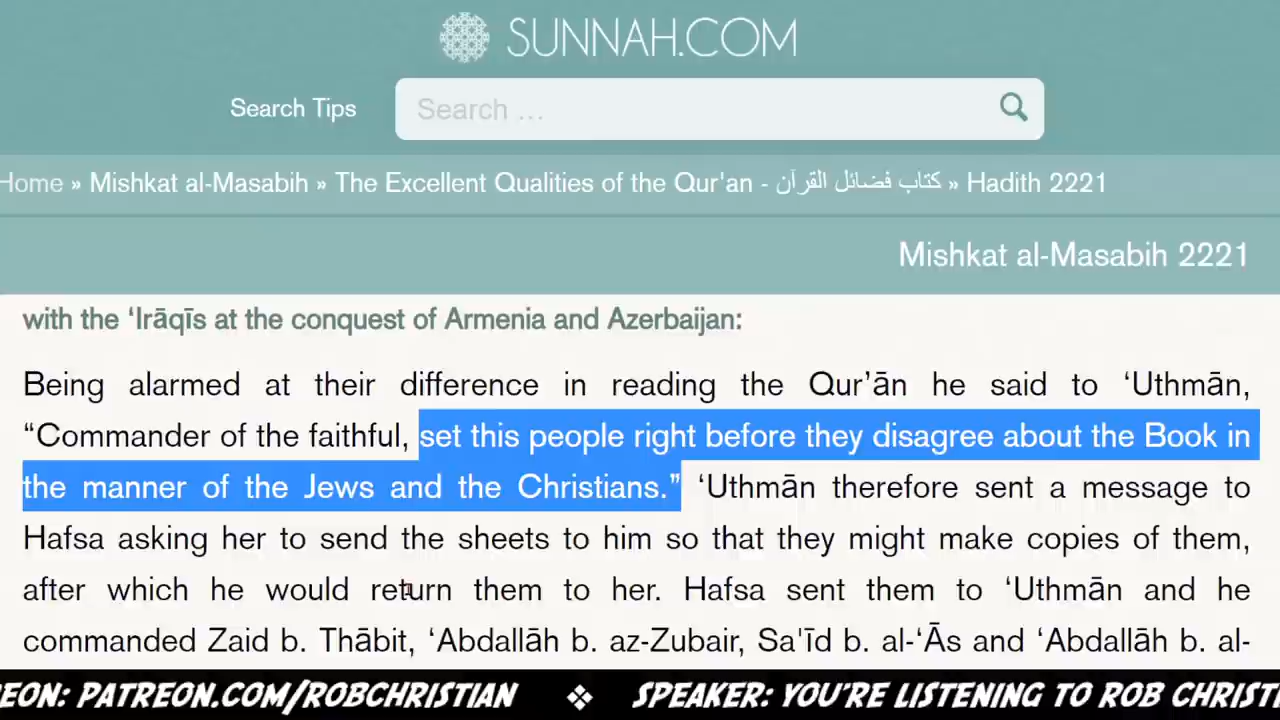 SUNNAH.COM
Search Tips
Search ...
Home » Mishkat al-Masabih » The Excellent Qualities of the Qur'an - كتاب فضائل القرآن » Hadith 2221
Mishkat al-Masabih 2221
with the ‘Irāqīs at the conquest of Armenia and Azerbaijan:
Being alarmed at their difference in reading the Qur’ān he said to ‘Uthmān,
“Commander of the faithful, set this people right before they disagree about the Book in
the manner of the Jews and the Christians.” ‘Uthmān therefore sent a message to
Hafsa asking her to send the sheets to him so that they might make copies of them,
after which he would return them to her. Hafsa sent them to ‘Uthmān and he
commanded Zaid b. Thābit, ‘Abdallāh b. az-Zubair, Sa'īd b. al-‘Ās and ‘Abdallāh b. al-
EON: PATREON.COM/ROBCHRISTIAN ❖ SPEAKER: YOU'RE LISTENING TO ROB CHRISTI